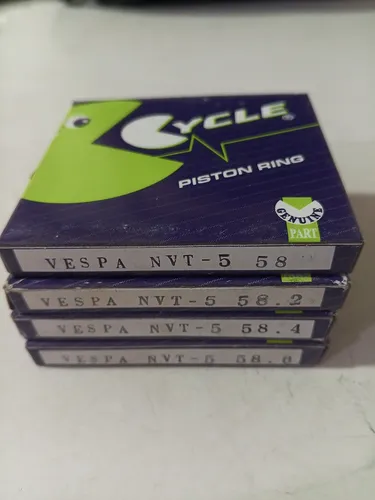 CYCLE®
PISTON RING
GENUINE
PART
VESPA NVT-5 58
VESPA NVT-5 58.2
VESPA NVT-5 58.4
VESPA NVT-5 58.6